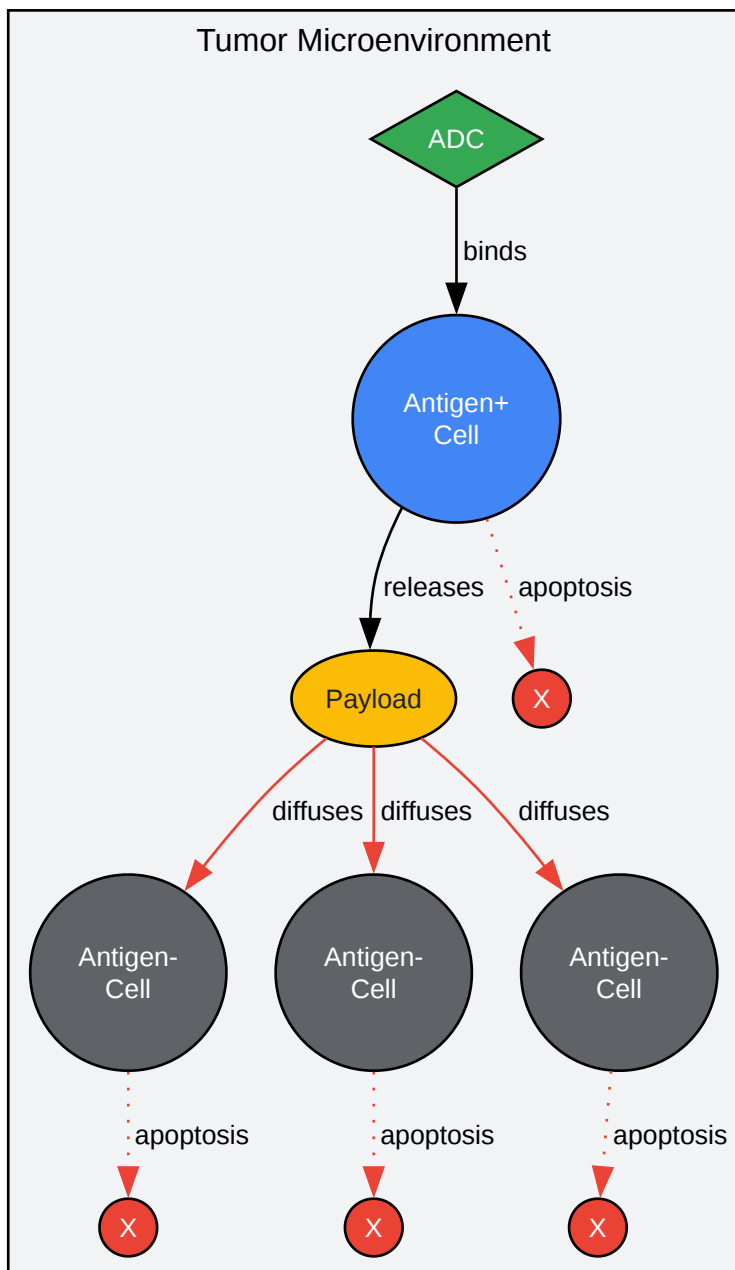 Tumor Microenvironment
ADC
binds
Antigen+
Cell
releases
apoptosis
Payload
X
diffuses
diffuses
diffuses
Antigen-
Cell
Antigen-
Cell
Antigen-
Cell
apoptosis
apoptosis
apoptosis
X
X
X